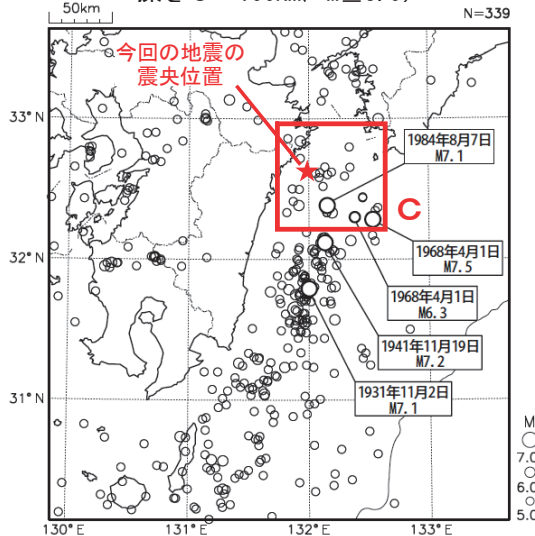 50km
N=339
今回の地震の
震央位置
33°N
1984年8月7日
M7.1
C
1968年4月1日
M7.5
32°N
1968年4月1日
M6.3
1941年11月19日
M7.2
31°N
1931年11月2日
M7.1
M
7.0
6.0
5.0
130°E
131°E
132°E
133°E